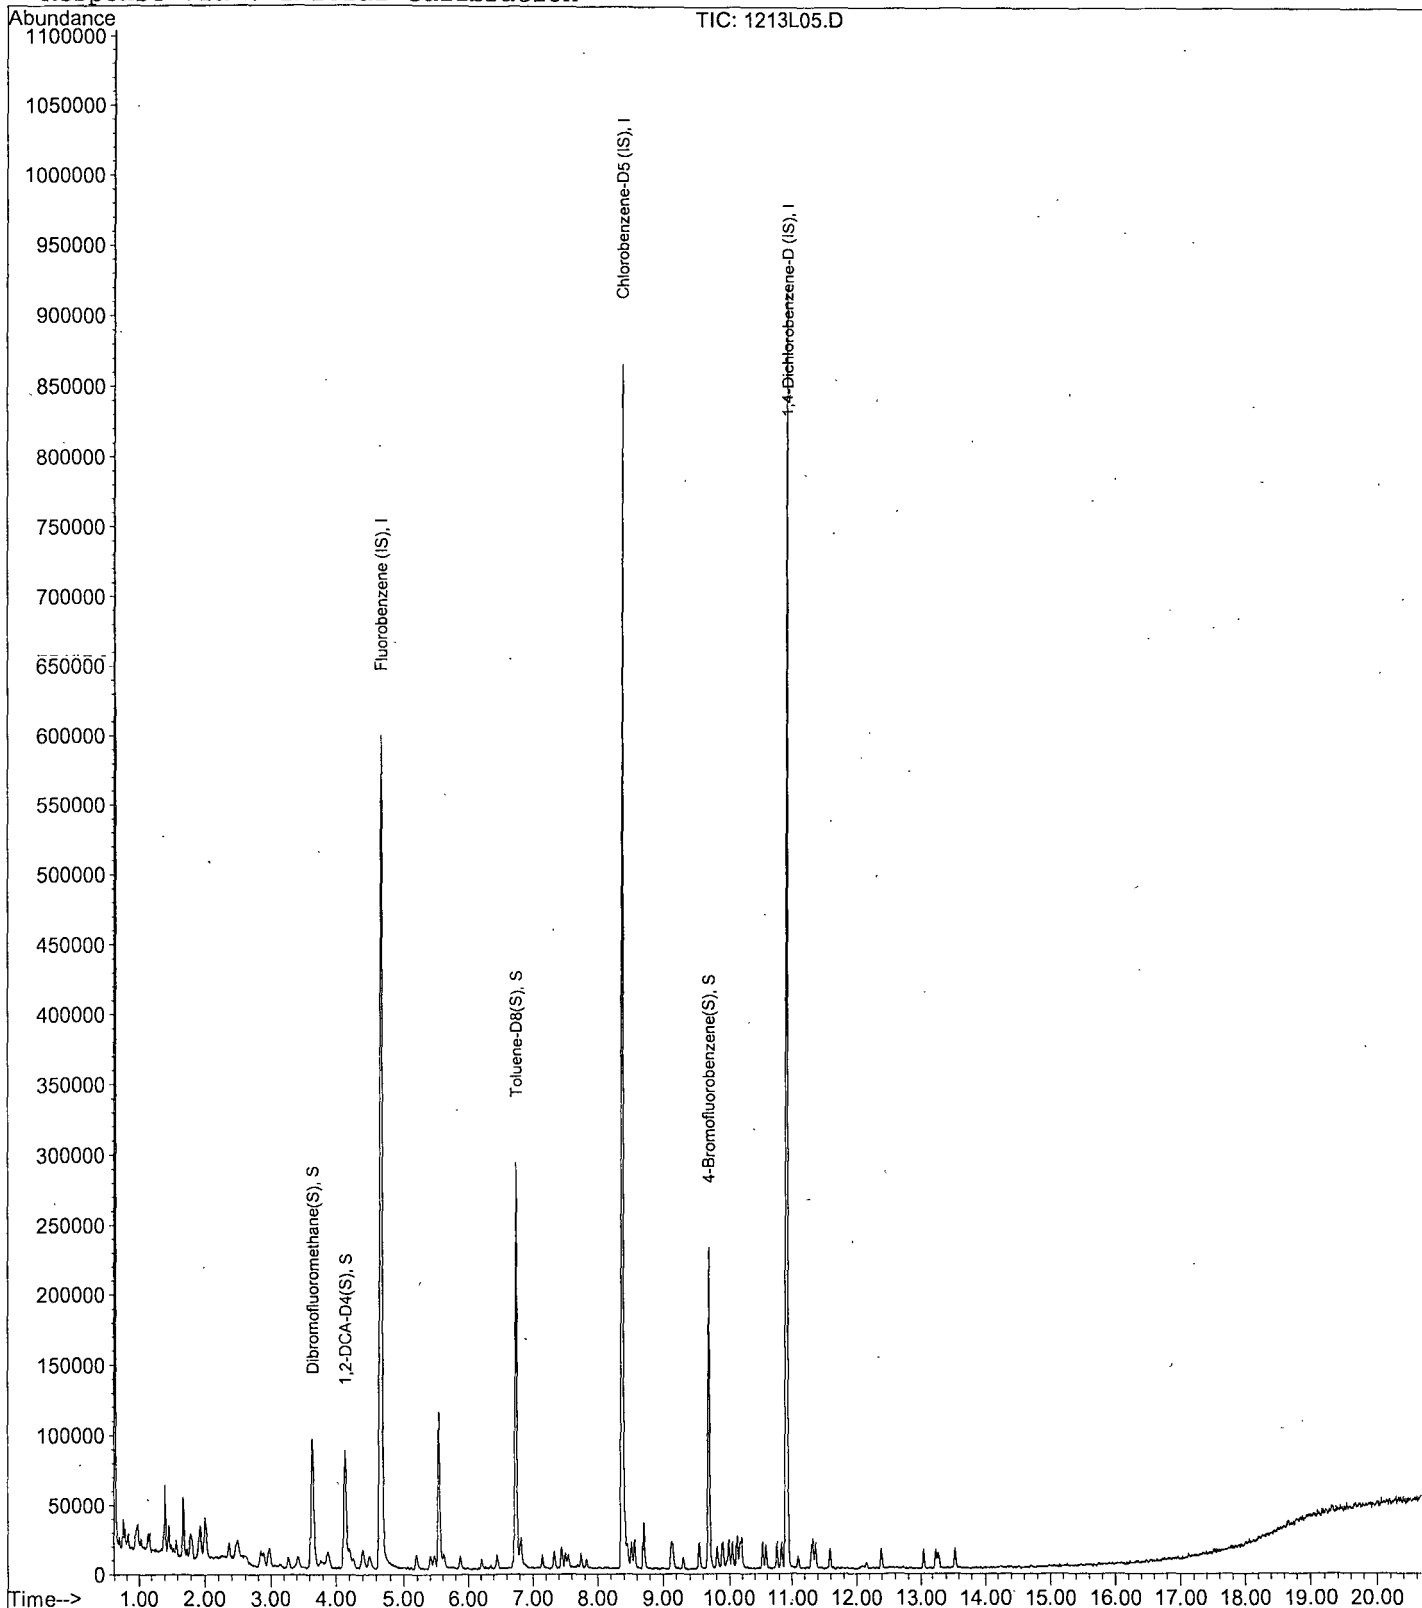 Response via : Initial Calibration
Abundance
TIC: 1213L05.D
1100000
1050000
1000000
950000
900000
850000
800000
750000
700000
650000
600000
550000
500000
450000
400000
350000
300000
250000
200000
150000
100000
50000
0
Dibromofluoromethane(S), S
1,2-DCA-D4(S), S
Fluorobenzene (IS), I
Toluene-D8(S), S
Chlorobenzene-D5 (IS), I
4-Bromofluorobenzene(S), S
1,4-Dichlorobenzene-D (IS), I
Time-->
1.00 2.00 3.00 4.00 5.00 6.00 7.00 8.00 9.00 10.00 11.00 12.00 13.00 14.00 15.00 16.00 17.00 18.00 19.00 20.00